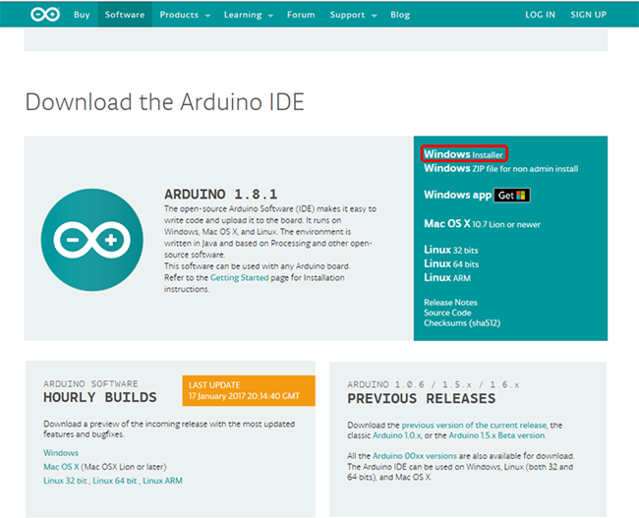 Buy Software Products Learning Forum Support Blog LOG IN SIGN UP
Download the Arduino IDE
ARDUINO 1.8.1
The open-source Arduino Software (IDE) makes it easy to
write code and upload it to the board. It runs on
Windows, Mac OS X, and Linux. The environment is
written in Java and based on Processing and other open-
source software.
This software can be used with any Arduino board.
Refer to the Getting Started page for Installation
instructions.
Windows Installer
Windows ZIP file for non admin install
Windows app Get
Mac OS X 10.7 Lion or newer
Linux 32 bits
Linux 64 bits
Linux ARM
Release Notes
Source Code
Checksums (sha512)
ARDUINO SOFTWARE
HOURLY BUILDS
LAST UPDATE
17 January 2017 20:14:40 GMT
Download a preview of the incoming release with the most updated
features and bugfixes.
Windows
Mac OS X (Mac OSX Lion or later)
Linux 32 bit , Linux 64 bit , Linux ARM
ARDUINO 1.0.6 / 1.5.x / 1.6.x
PREVIOUS RELEASES
Download the previous version of the current release, the
classic Arduino 1.0.x, or the Arduino 1.5.x Beta version.
All the Arduino 00xx versions are also available for download.
The Arduino IDE can be used on Windows, Linux (both 32 and
64 bits), and Mac OS X.